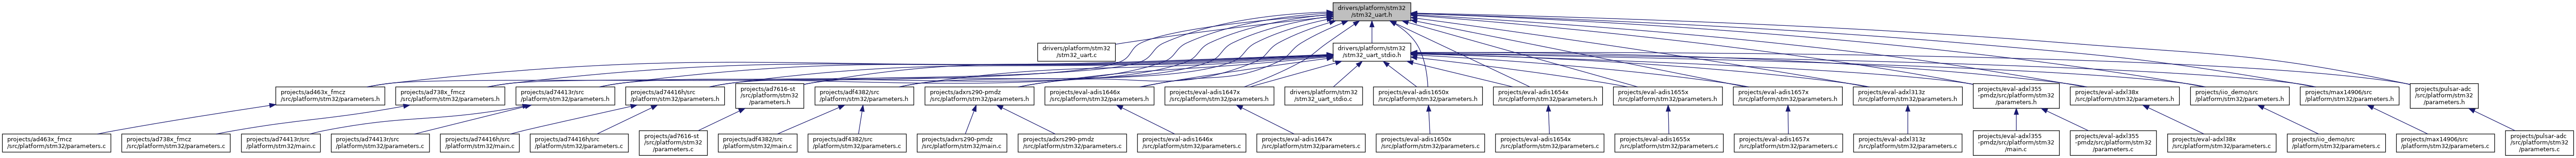 drivers/platform/stm32
/stm32_uart.h
drivers/platform/stm32
/stm32_uart.c
drivers/platform/stm32
/stm32_uart_stdio.h
projects/ad463x_fmcz
/src/platform/stm32/parameters.h
projects/ad738x_fmcz
/src/platform/stm32/parameters.h
projects/ad74413r/src
/platform/stm32/parameters.h
projects/ad74416h/src
/platform/stm32/parameters.h
projects/ad7616-st
/src/platform/stm32
/parameters.h
projects/adf4382/src
/platform/stm32/parameters.h
projects/adxrs290-pmdz
/src/platform/stm32/parameters.h
projects/eval-adis1646x
/src/platform/stm32/parameters.h
projects/eval-adis1647x
/src/platform/stm32/parameters.h
drivers/platform/stm32
/stm32_uart_stdio.c
projects/eval-adis1650x
/src/platform/stm32/parameters.h
projects/eval-adis1654x
/src/platform/stm32/parameters.h
projects/eval-adis1655x
/src/platform/stm32/parameters.h
projects/eval-adis1657x
/src/platform/stm32/parameters.h
projects/eval-adxl313z
/src/platform/stm32/parameters.h
projects/eval-adxl355
-pmdz/src/platform/stm32
/parameters.h
projects/eval-adxl38x
/src/platform/stm32/parameters.h
projects/iio_demo/src
/platform/stm32/parameters.h
projects/max14906/src
/platform/stm32/parameters.h
projects/pulsar-adc
/src/platform/stm32
/parameters.h
projects/ad463x_fmcz
/src/platform/stm32/parameters.c
projects/ad738x_fmcz
/src/platform/stm32/parameters.c
projects/ad74413r/src
/platform/stm32/main.c
projects/ad74413r/src
/platform/stm32/parameters.c
projects/ad74416h/src
/platform/stm32/main.c
projects/ad74416h/src
/platform/stm32/parameters.c
projects/ad7616-st
/src/platform/stm32
/parameters.c
projects/adf4382/src
/platform/stm32/main.c
projects/adf4382/src
/platform/stm32/parameters.c
projects/adxrs290-pmdz
/src/platform/stm32/main.c
projects/adxrs290-pmdz
/src/platform/stm32/parameters.c
projects/eval-adis1646x
/src/platform/stm32/parameters.c
projects/eval-adis1647x
/src/platform/stm32/parameters.c
projects/eval-adis1650x
/src/platform/stm32/parameters.c
projects/eval-adis1654x
/src/platform/stm32/parameters.c
projects/eval-adis1655x
/src/platform/stm32/parameters.c
projects/eval-adis1657x
/src/platform/stm32/parameters.c
projects/eval-adxl313z
/src/platform/stm32/parameters.c
projects/eval-adxl355
-pmdz/src/platform/stm32
/main.c
projects/eval-adxl355
-pmdz/src/platform/stm32
/parameters.c
projects/eval-adxl38x
/src/platform/stm32/parameters.c
projects/iio_demo/src
/platform/stm32/parameters.c
projects/max14906/src
/platform/stm32/parameters.c
projects/pulsar-adc
/src/platform/stm32
/parameters.c